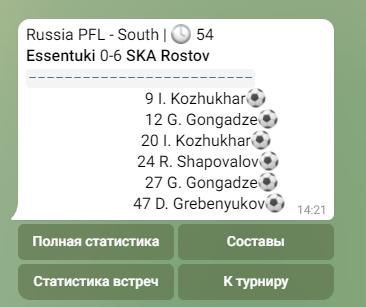 Russia PFL - South | 🕓 54
Essentuki 0-6 SKA Rostov
-------------------------
9 I. Kozhukhar⚽
12 G. Gongadze⚽
20 I. Kozhukhar⚽
24 R. Shapovalov⚽
27 G. Gongadze⚽
47 D. Grebenyukov⚽
14:21
Полная статистика
Составы
Статистика встреч
К турниру